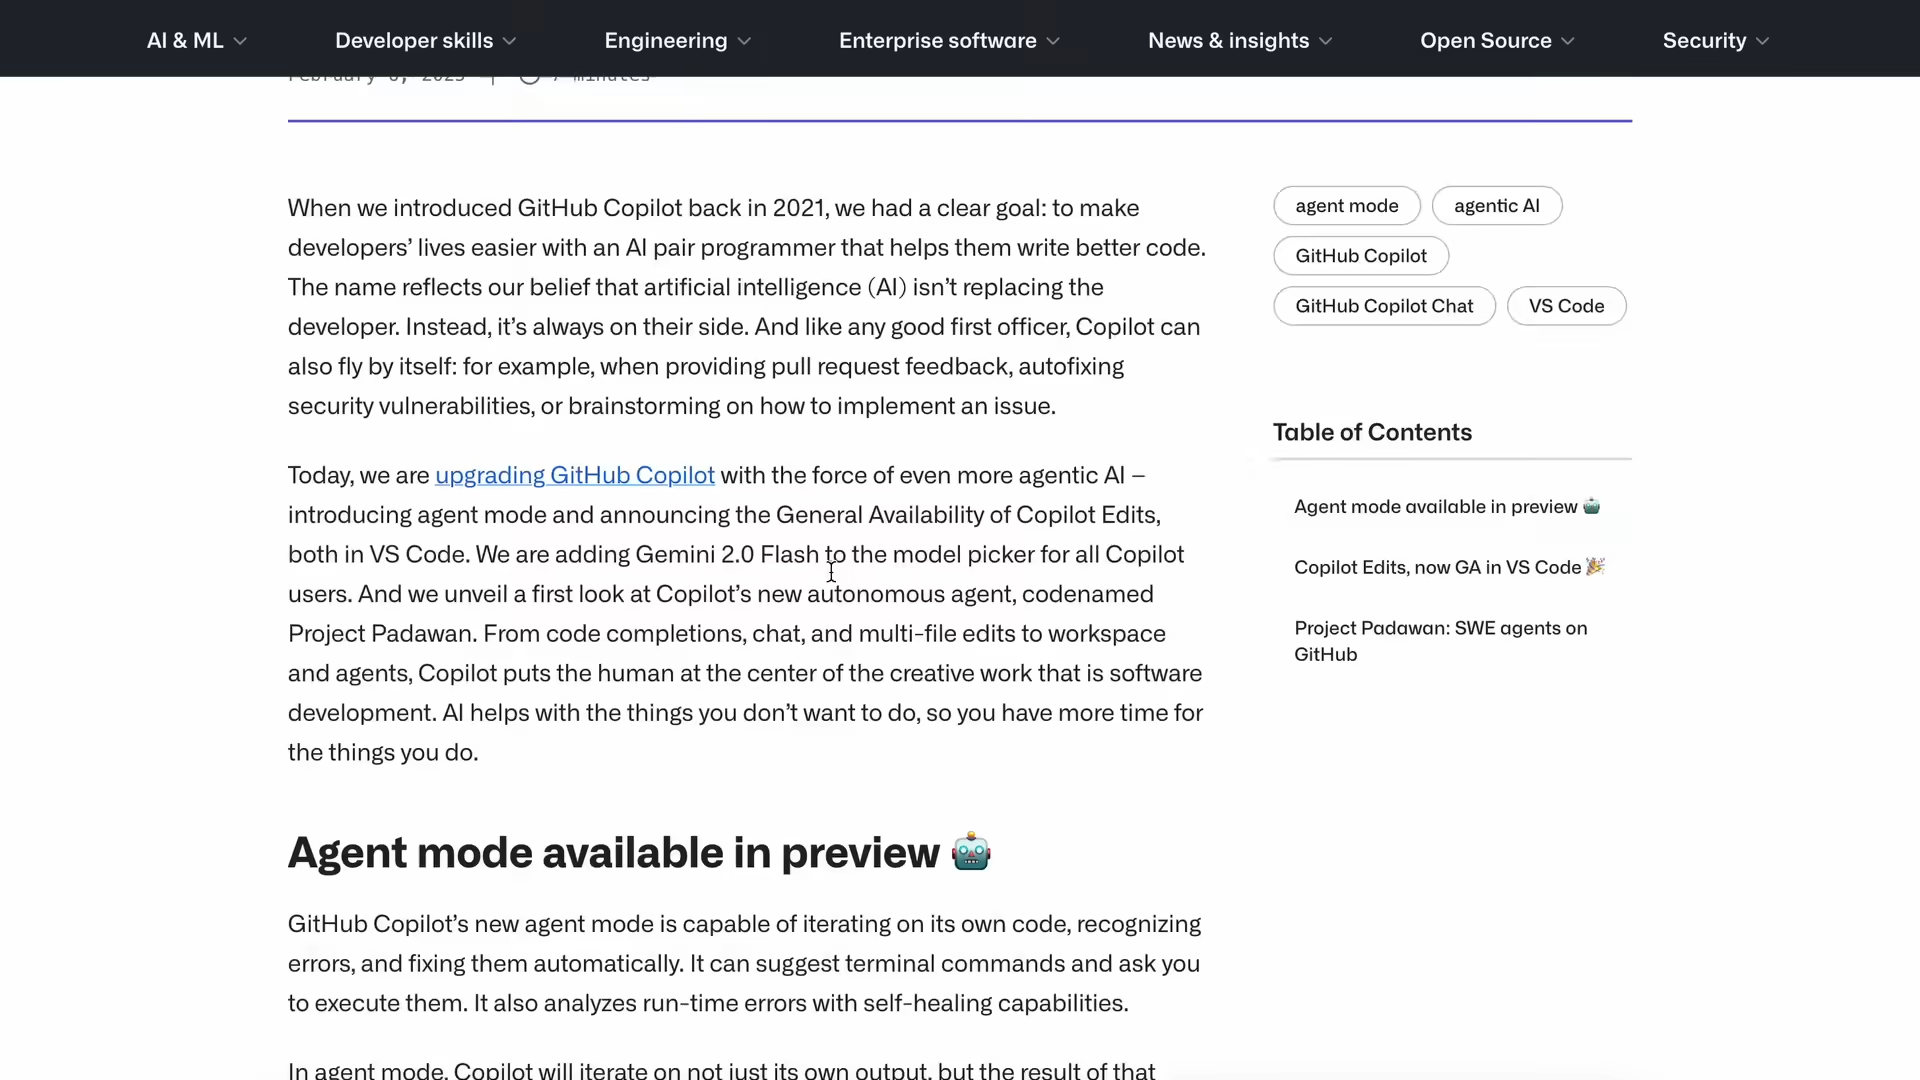 AI & ML
Developer skills
Engineering
Enterprise software
News & insights
Open Source
Security
7 minutes
When we introduced GitHub Copilot back in 2021, we had a clear goal: to make
developers’ lives easier with an AI pair programmer that helps them write better code.
The name reflects our belief that artificial intelligence (AI) isn’t replacing the
developer. Instead, it’s always on their side. And like any good first officer, Copilot can
also fly by itself: for example, when providing pull request feedback, autofixing
security vulnerabilities, or brainstorming on how to implement an issue.
Today, we are upgrading GitHub Copilot with the force of even more agentic AI –
introducing agent mode and announcing the General Availability of Copilot Edits,
both in VS Code. We are adding Gemini 2.0 Flash to the model picker for all Copilot
users. And we unveil a first look at Copilot’s new autonomous agent, codenamed
Project Padawan. From code completions, chat, and multi-file edits to workspace
and agents, Copilot puts the human at the center of the creative work that is software
development. AI helps with the things you don’t want to do, so you have more time for
the things you do.
Agent mode available in preview 🤖
GitHub Copilot’s new agent mode is capable of iterating on its own code, recognizing
errors, and fixing them automatically. It can suggest terminal commands and ask you
to execute them. It also analyzes run-time errors with self-healing capabilities.
In agent mode, Copilot will iterate on not just its own output, but the result of that
agent mode
agentic AI
GitHub Copilot
GitHub Copilot Chat
VS Code
Table of Contents
Agent mode available in preview 🤖
Copilot Edits, now GA in VS Code 🎉
Project Padawan: SWE agents on
GitHub